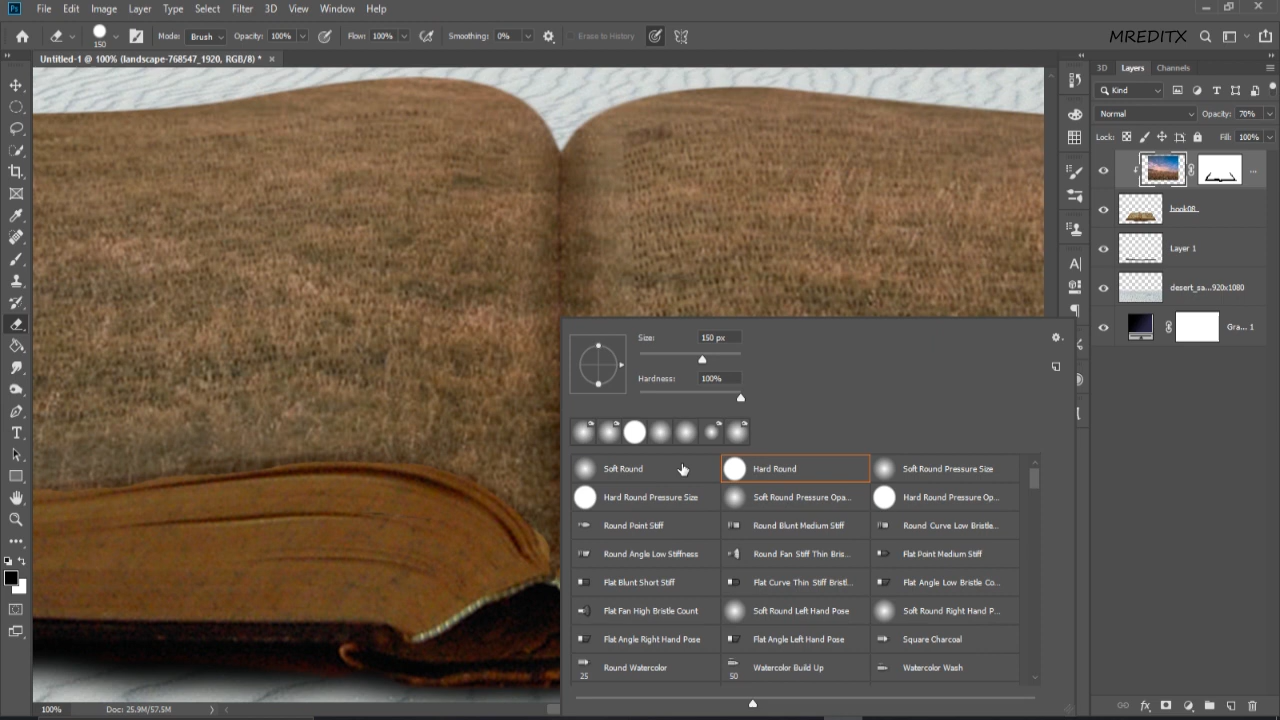 Ps File Edit Image Layer Type Select Filter 3D View Window Help
150 Mode: Brush Opacity: 100% Flow: 100% Smoothing: 0% Erase to History MREDITX
Untitled-1 @ 100% (landscape-768547_1920, RGB/8) * ×
3D Layers Channels
Kind
Normal Opacity: 70%
Lock: Fill: 100%
...
book08
Layer 1
desert_sa...920x1080
Gra... 1
Size: 150 px
Hardness: 100%
Soft Round Hard Round Soft Round Pressure Size
Hard Round Pressure Size Soft Round Pressure Opa... Hard Round Pressure Op...
Round Point Stiff Round Blunt Medium Stiff Round Curve Low Bristle...
Round Angle Low Stiffness Round Fan Stiff Thin Bris... Flat Point Medium Stiff
Flat Blunt Short Stiff Flat Curve Thin Stiff Bristl... Flat Angle Low Bristle Co...
Flat Fan High Bristle Count Soft Round Left Hand Pose Soft Round Right Hand P...
Flat Angle Right Hand Pose Flat Angle Left Hand Pose Square Charcoal
Round Watercolor Watercolor Build Up Watercolor Wash
25 50
100% Doc: 25.9M/57.5M
fx